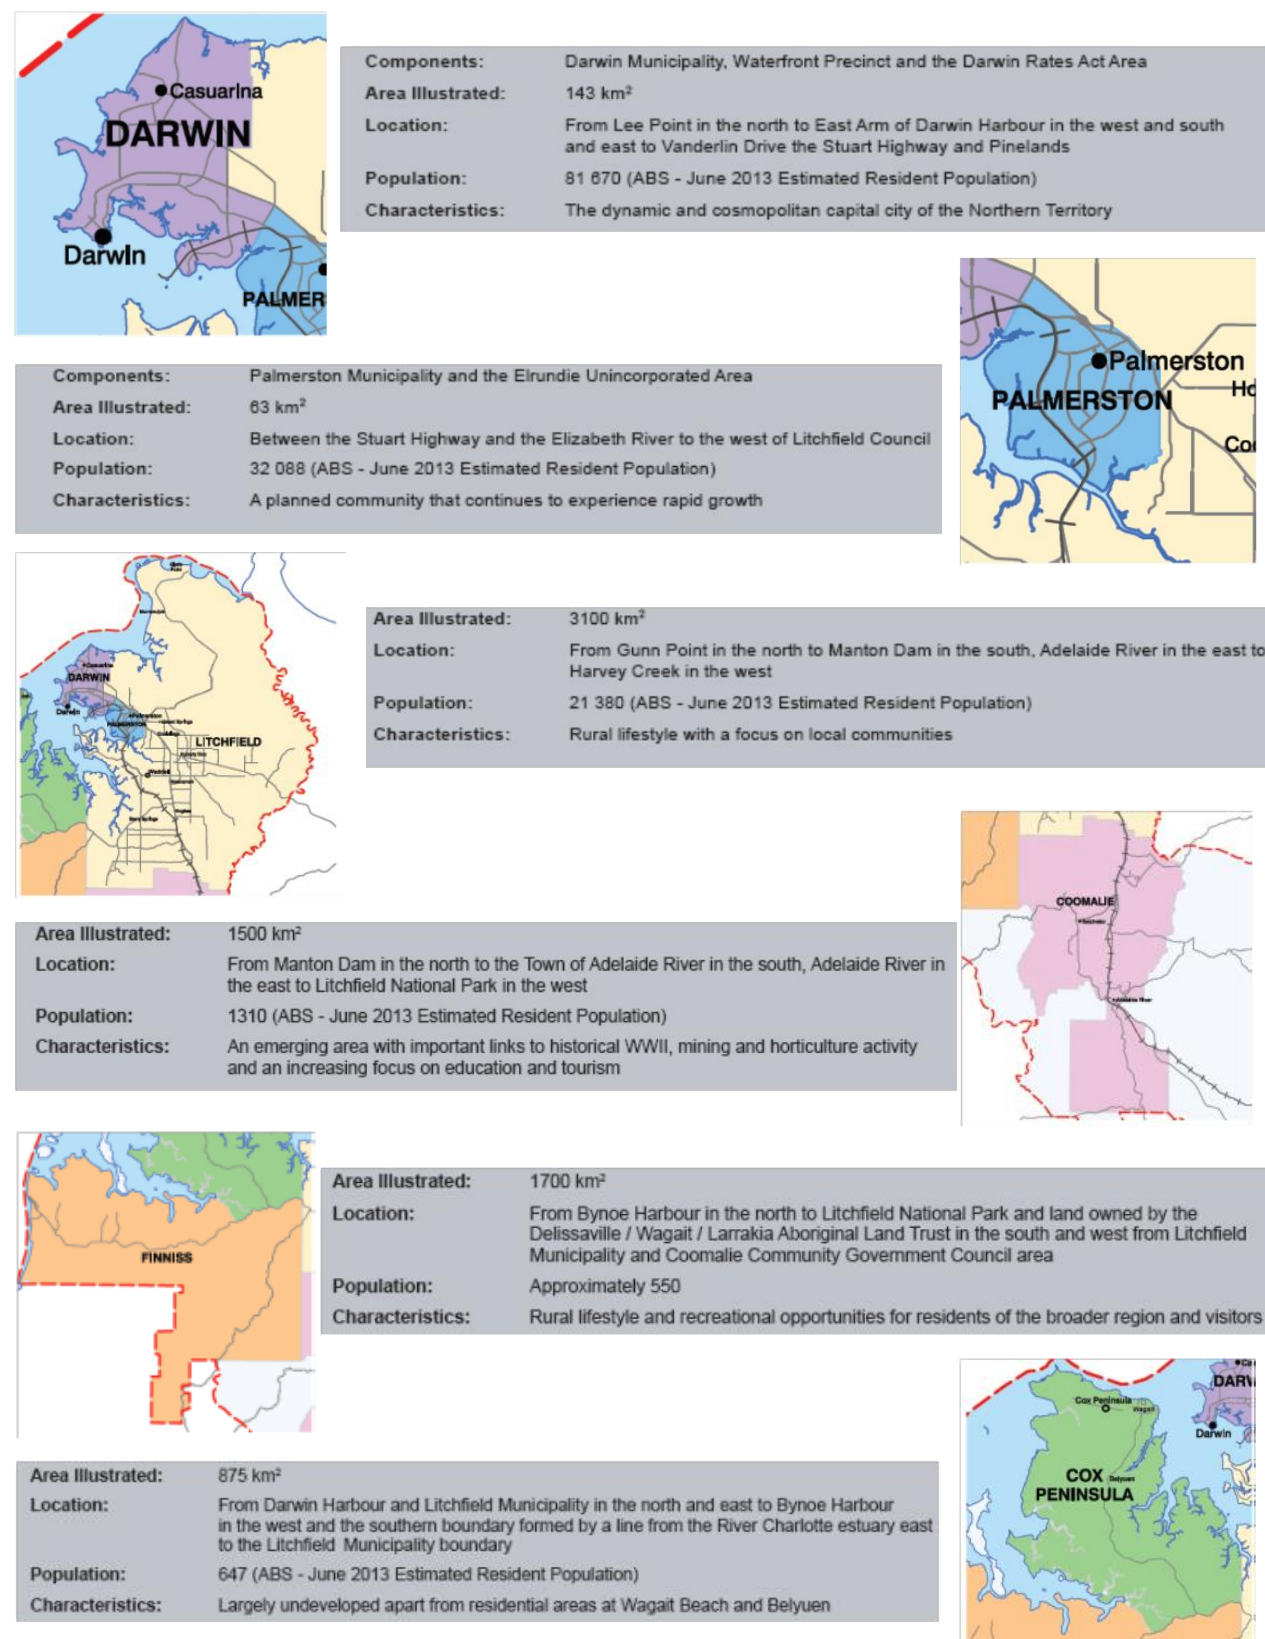 Casuarina
DARWIN
Darwin
PALMER
Components: Darwin Municipality, Waterfront Precinct and the Darwin Rates Act Area
Area Illustrated: 143 km²
Location: From Lee Point in the north to East Arm of Darwin Harbour in the west and south
and east to Vanderlin Drive the Stuart Highway and Pinelands
Population: 81 670 (ABS - June 2013 Estimated Resident Population)
Characteristics: The dynamic and cosmopolitan capital city of the Northern Territory
Palmerston
PALMERSTON
Ho
Coo
Components: Palmerston Municipality and the Elrundie Unincorporated Area
Area Illustrated: 63 km²
Location: Between the Stuart Highway and the Elizabeth River to the west of Litchfield Council
Population: 32 088 (ABS - June 2013 Estimated Resident Population)
Characteristics: A planned community that continues to experience rapid growth
Casuarina
DARWIN
Darwin
Palmerston
PALMERSTON
LITCHFIELD
Area Illustrated: 3100 km²
Location: From Gunn Point in the north to Manton Dam in the south, Adelaide River in the east to
Harvey Creek in the west
Population: 21 380 (ABS - June 2013 Estimated Resident Population)
Characteristics: Rural lifestyle with a focus on local communities
COOMALIE
Adelaide River
Area Illustrated: 1500 km²
Location: From Manton Dam in the north to the Town of Adelaide River in the south, Adelaide River in
the east to Litchfield National Park in the west
Population: 1310 (ABS - June 2013 Estimated Resident Population)
Characteristics: An emerging area with important links to historical WWII, mining and horticulture activity
and an increasing focus on education and tourism
FINNISS
Area Illustrated: 1700 km²
Location: From Bynoe Harbour in the north to Litchfield National Park and land owned by the
Delissaville / Wagait / Larrakia Aboriginal Land Trust in the south and west from Litchfield
Municipality and Coomalie Community Government Council area
Population: Approximately 550
Characteristics: Rural lifestyle and recreational opportunities for residents of the broader region and visitors
Ca
DARW
Cox Peninsula
Wagait
Darwin
COX
Belyuen
PENINSULA
Area Illustrated: 875 km²
Location: From Darwin Harbour and Litchfield Municipality in the north and east to Bynoe Harbour
in the west and the southern boundary formed by a line from the River Charlotte estuary east
to the Litchfield Municipality boundary
Population: 647 (ABS - June 2013 Estimated Resident Population)
Characteristics: Largely undeveloped apart from residential areas at Wagait Beach and Belyuen